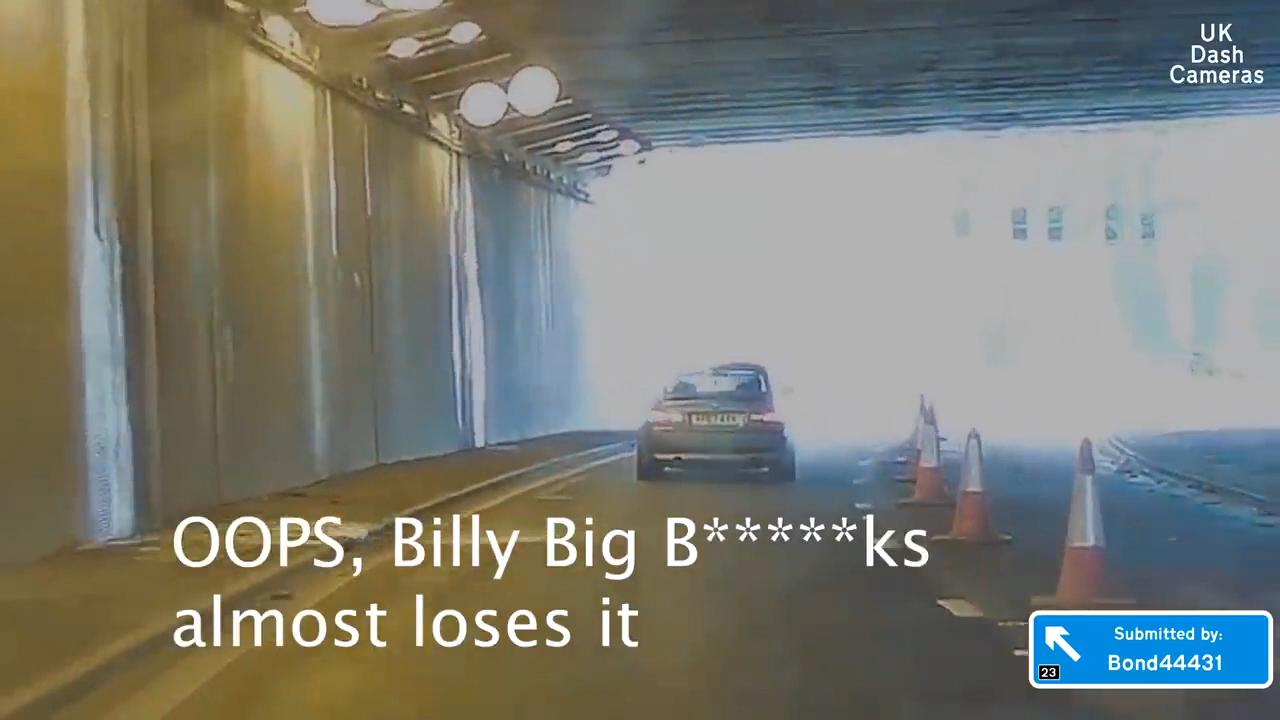 UK
Dash
Cameras
OOPS, Billy Big B*****ks
almost loses it
Submitted by:
Bond44431
23